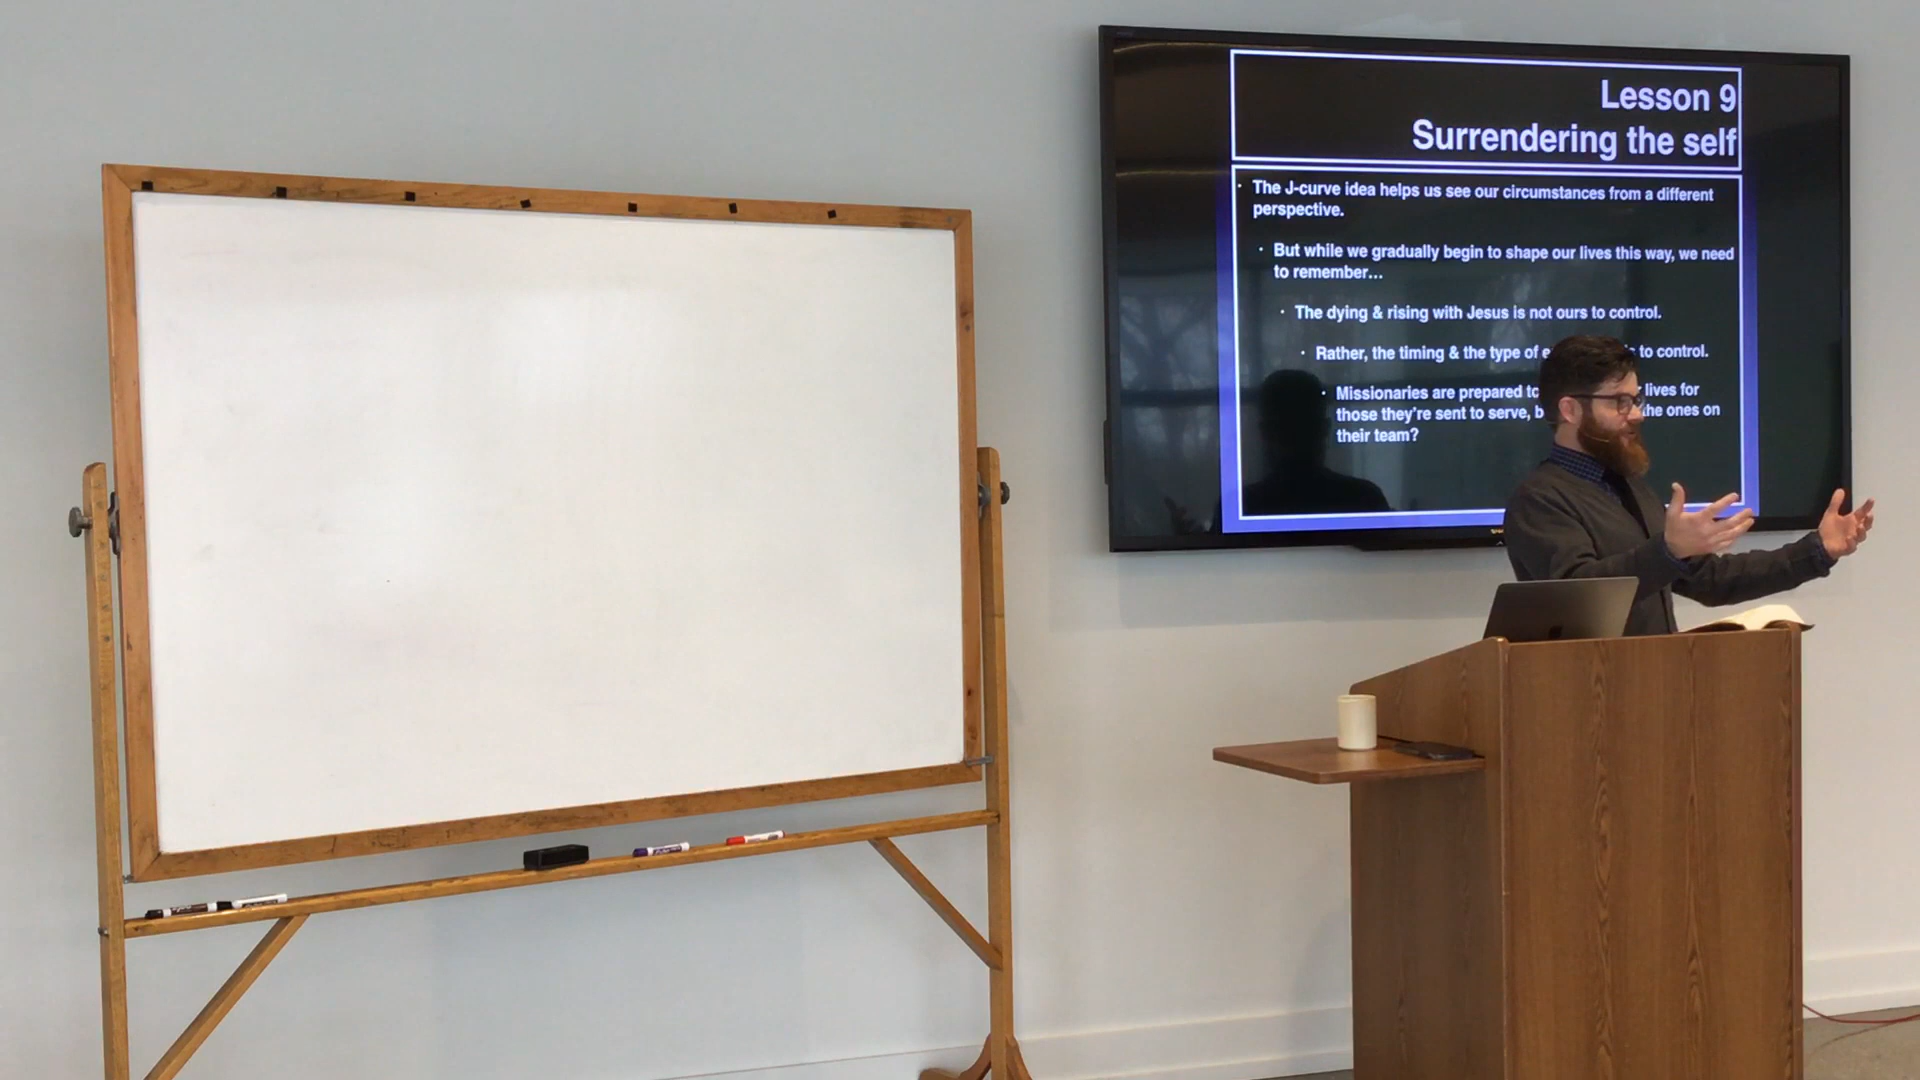 Lesson 9
Surrendering the self
· The J-curve idea helps us see our circumstances from a different
perspective.
· But while we gradually begin to shape our lives this way, we need
to remember...
· The dying & rising with Jesus is not ours to control.
· Rather, the timing & the type of to control.
· Missionaries are prepared to lives for
those they're sent to serve, the ones on
their team?